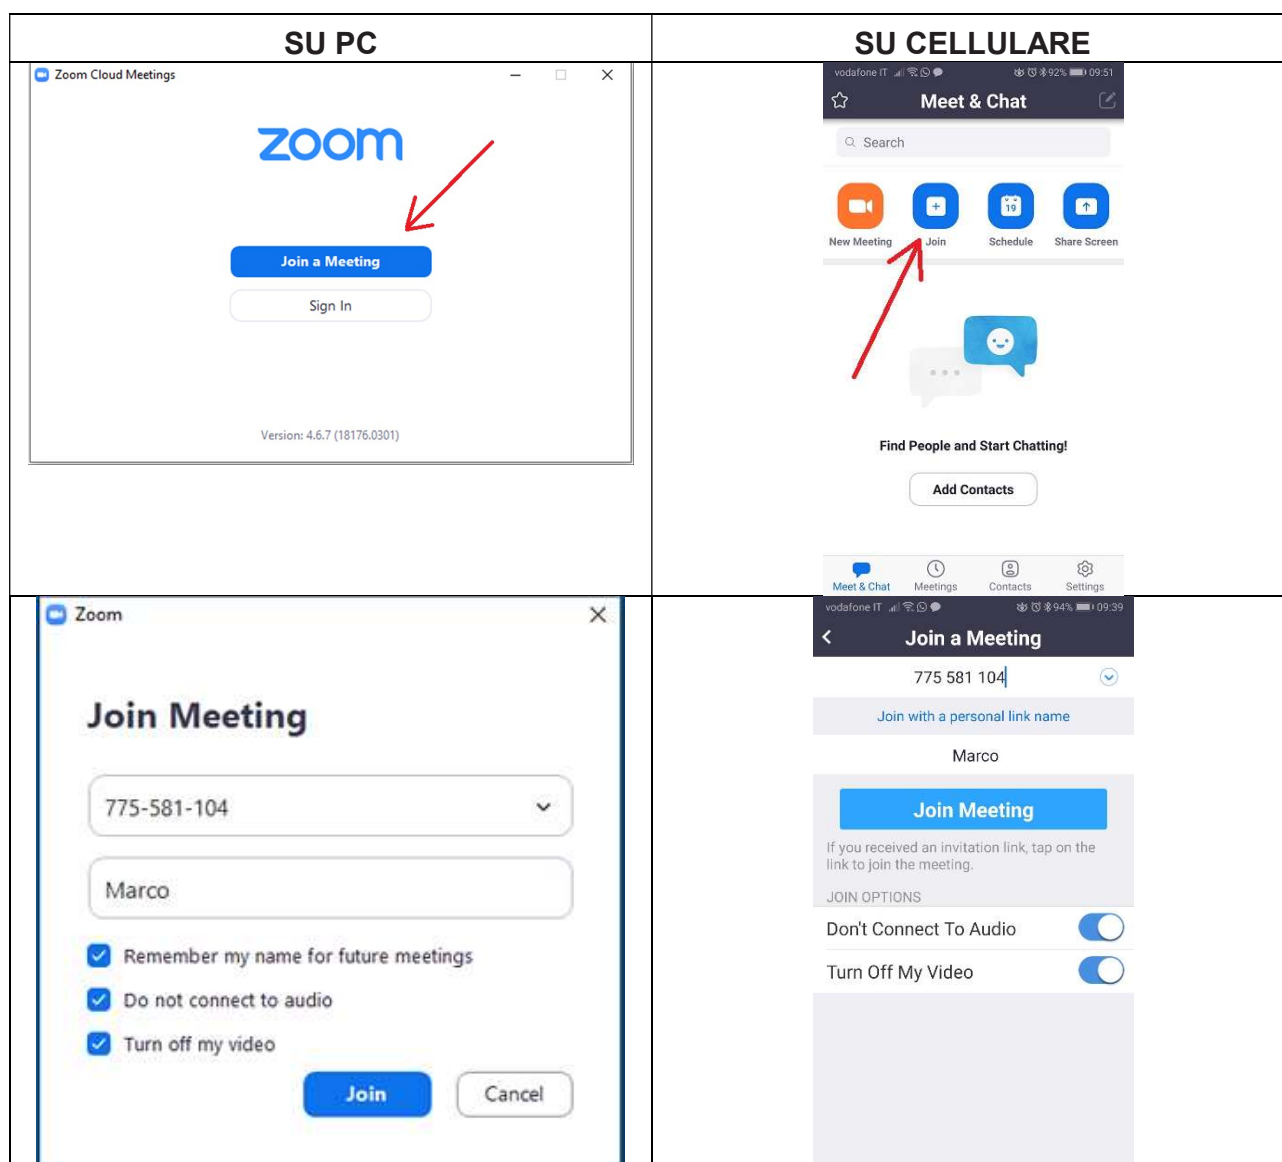 SU PC
SU CELLULARE
Zoom Cloud Meetings
zoom
Join a Meeting
Sign In
Version: 4.6.7 (18176.0301)
vodafone IT 92% 09:51
Meet & Chat
Search
19
New Meeting Join Schedule Share Screen
Find People and Start Chatting!
Add Contacts
Meet & Chat Meetings Contacts Settings
Zoom
Join Meeting
775-581-104
Marco
Remember my name for future meetings
Do not connect to audio
Turn off my video
Join Cancel
vodafone IT 94% 09:39
Join a Meeting
775 581 104
Join with a personal link name
Marco
Join Meeting
If you received an invitation link, tap on the
link to join the meeting.
JOIN OPTIONS
Don't Connect To Audio
Turn Off My Video